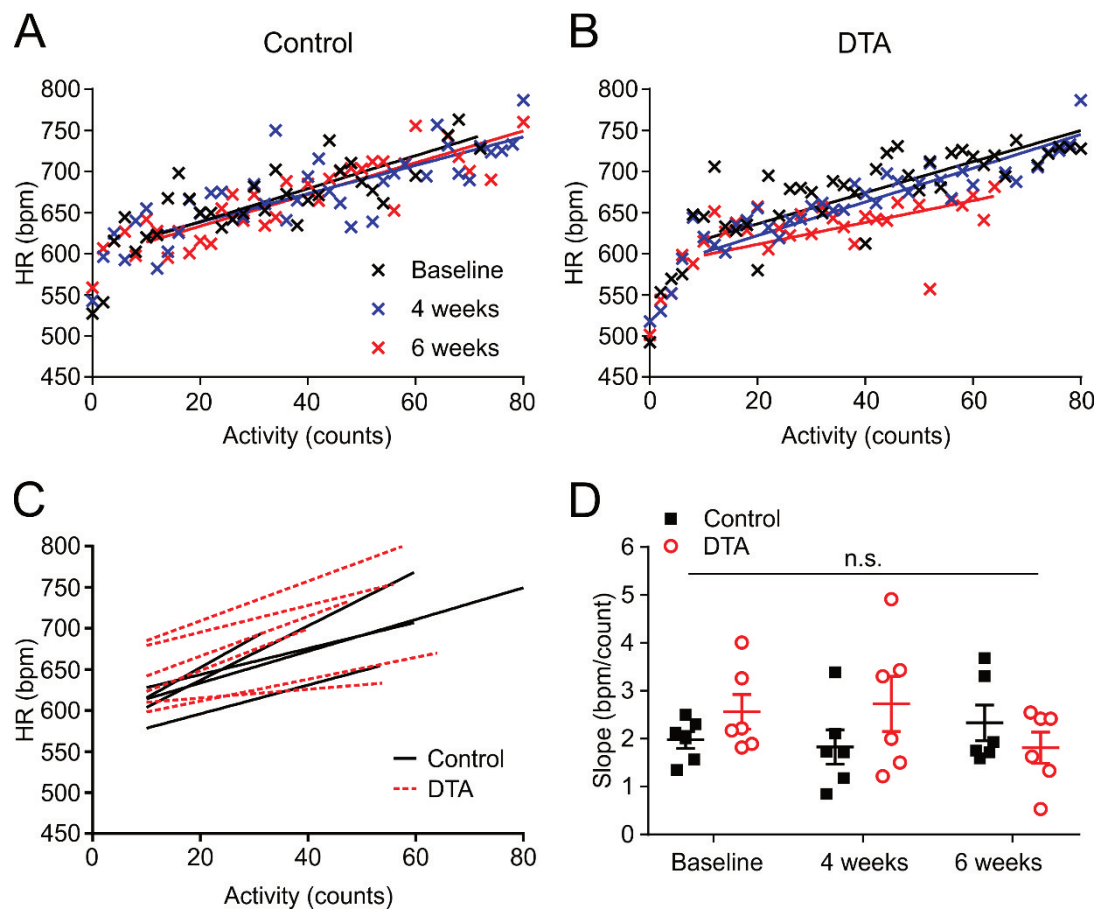 A
Control
800
750
700
650
600
550
500
450
HR (bpm)
0 20 40 60 80
Activity (counts)
Baseline
4 weeks
6 weeks
B
DTA
800
750
700
650
600
550
500
450
HR (bpm)
0 20 40 60 80
Activity (counts)
C
800
750
700
650
600
550
500
450
HR (bpm)
0 20 40 60 80
Activity (counts)
Control
DTA
D
Control
DTA
n.s.
6
5
4
3
2
1
0
Slope (bpm/count)
Baseline 4 weeks 6 weeks